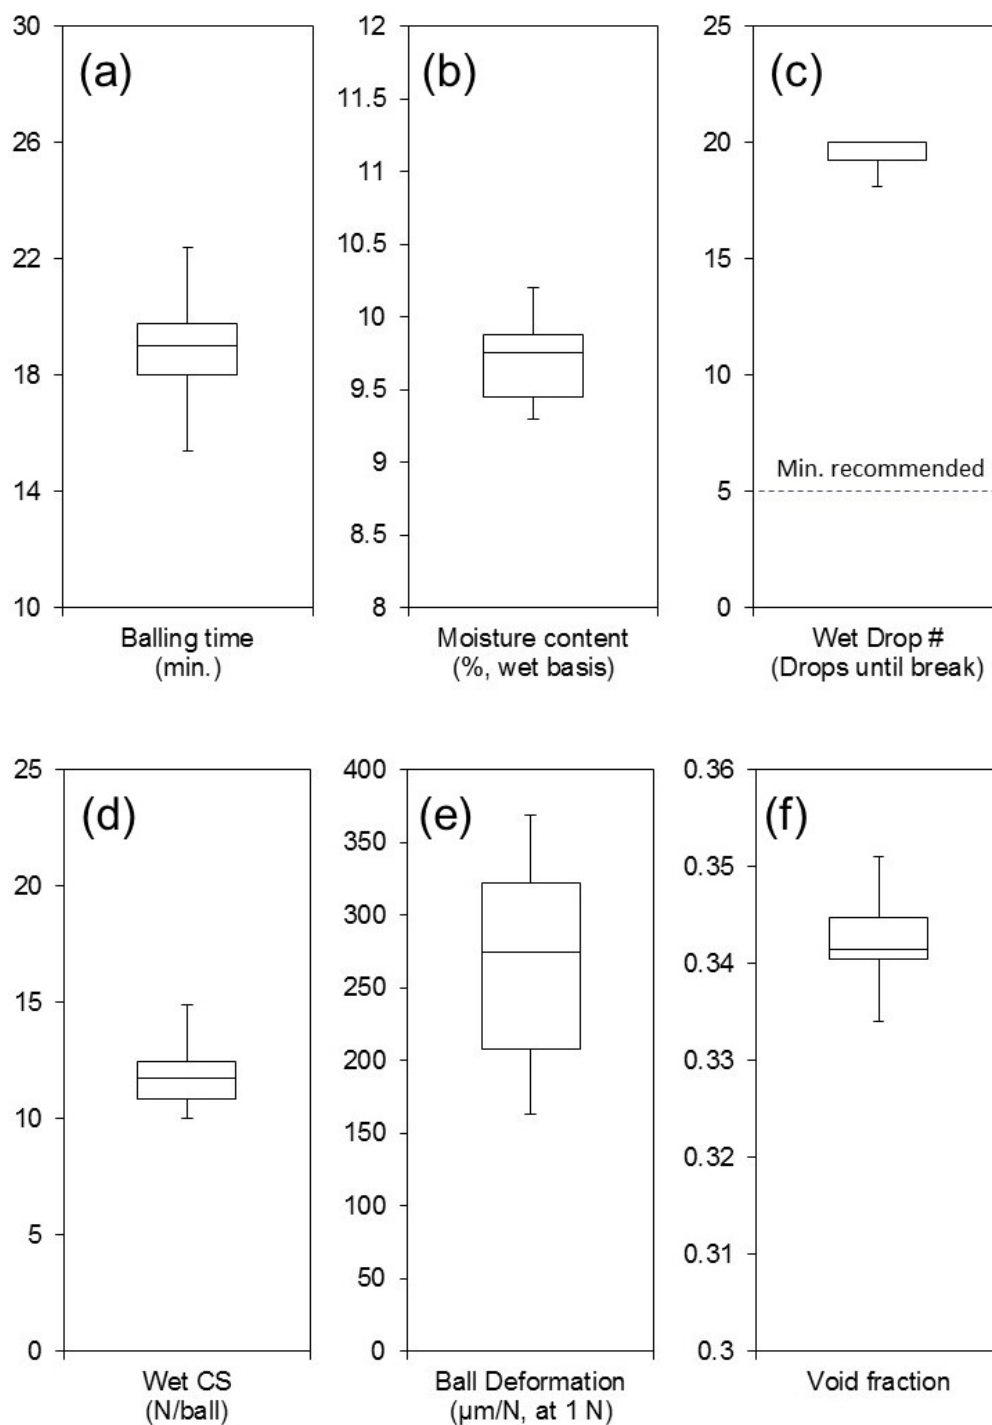 (a)
30
26
22
18
14
10
Balling time
(min.)
(b)
12
11.5
11
10.5
10
9.5
9
8.5
8
Moisture content
(%, wet basis)
(c)
25
20
15
10
5
0
Min. recommended
Wet Drop #
(Drops until break)
(d)
25
20
15
10
5
0
Wet CS
(N/ball)
(e)
400
350
300
250
200
150
100
50
0
Ball Deformation
(µm/N, at 1 N)
(f)
0.36
0.35
0.34
0.33
0.32
0.31
0.3
Void fraction